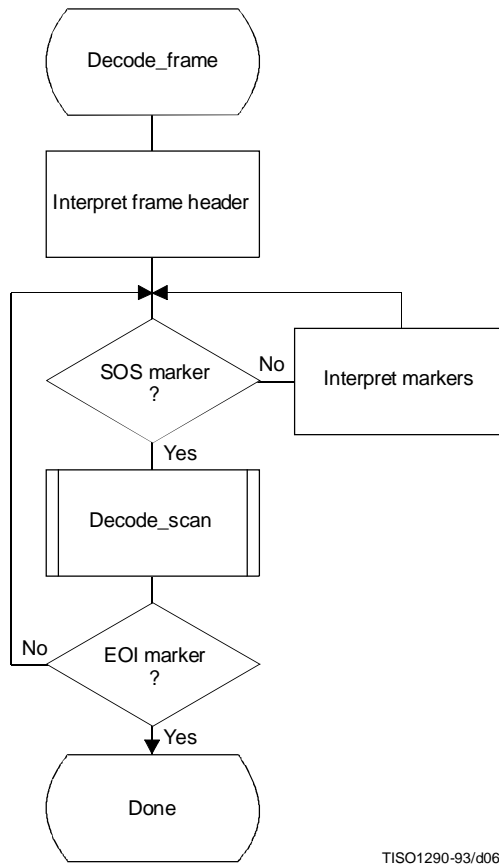 Decode_frame
Interpret frame header
SOS marker
?
No
Interpret markers
Yes
Decode_scan
No
EOI marker
?
Yes
Done
TISO1290-93/d06